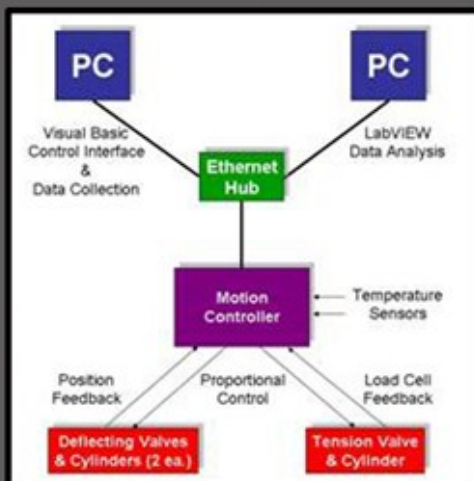 PC
PC
Visual Basic
Control Interface
&
Data Collection
LabVIEW
Data Analysis
Ethernet
Hub
Motion
Controller
Temperature
Sensors
Position
Feedback
Proportional
Control
Load Cell
Feedback
Deflecting Valves
& Cylinders (2 ea.)
Tension Valve
& Cylinder